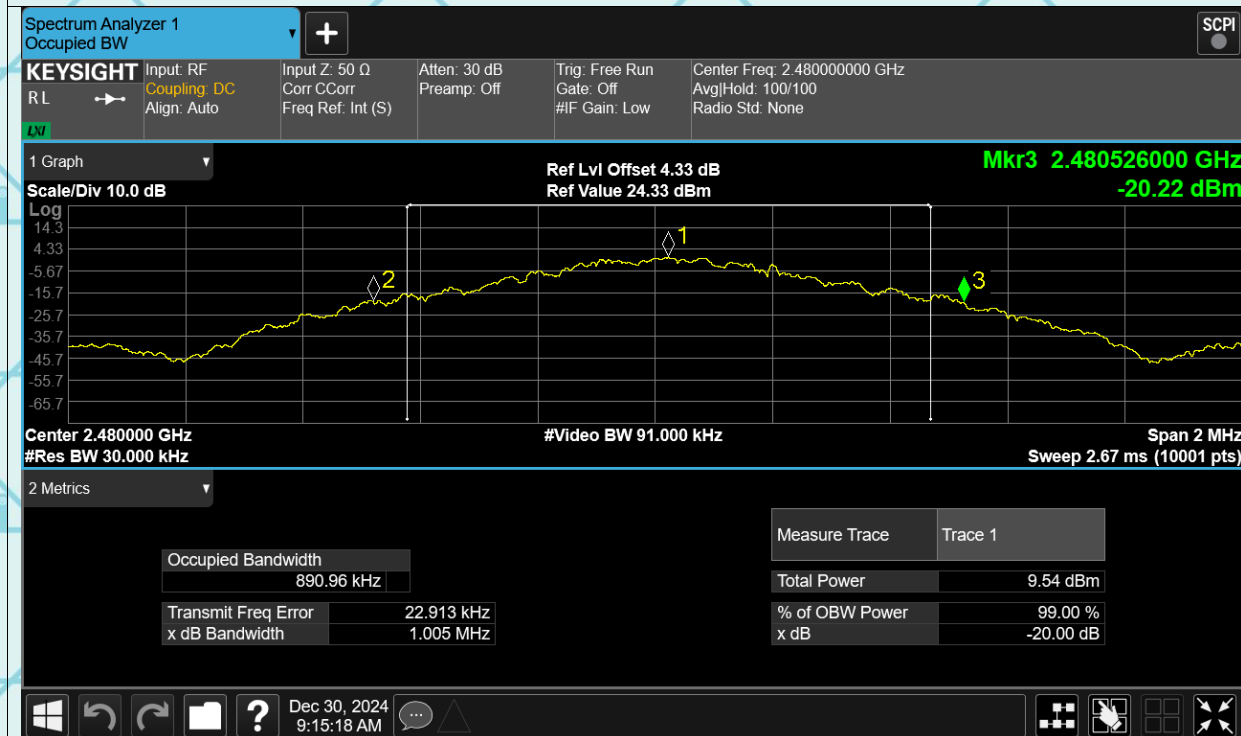 Spectrum Analyzer 1
Occupied BW
▼
+
SCPI
KEYSIGHT
RL
LXI
Input: RF
Coupling: DC
Align: Auto
Input Z: 50 Ω
Corr CCorr
Freq Ref: Int (S)
Atten: 30 dB
Preamp: Off
Trig: Free Run
Gate: Off
#IF Gain: Low
Center Freq: 2.480000000 GHz
Avg|Hold: 100/100
Radio Std: None
1 Graph ▼
Scale/Div 10.0 dB
Ref Lvl Offset 4.33 dB
Ref Value 24.33 dBm
Mkr3 2.480526000 GHz
-20.22 dBm
Log
14.3
4.33
-5.67
-15.7
-25.7
-35.7
-45.7
-55.7
-65.7
1
2
3
Center 2.480000 GHz
#Res BW 30.000 kHz
#Video BW 91.000 kHz
Span 2 MHz
Sweep 2.67 ms (10001 pts)
2 Metrics ▼
Measure Trace Trace 1
Occupied Bandwidth
890.96 kHz
Total Power 9.54 dBm
Transmit Freq Error 22.913 kHz
% of OBW Power 99.00 %
x dB Bandwidth 1.005 MHz
x dB -20.00 dB
?
Dec 30, 2024
9:15:18 AM